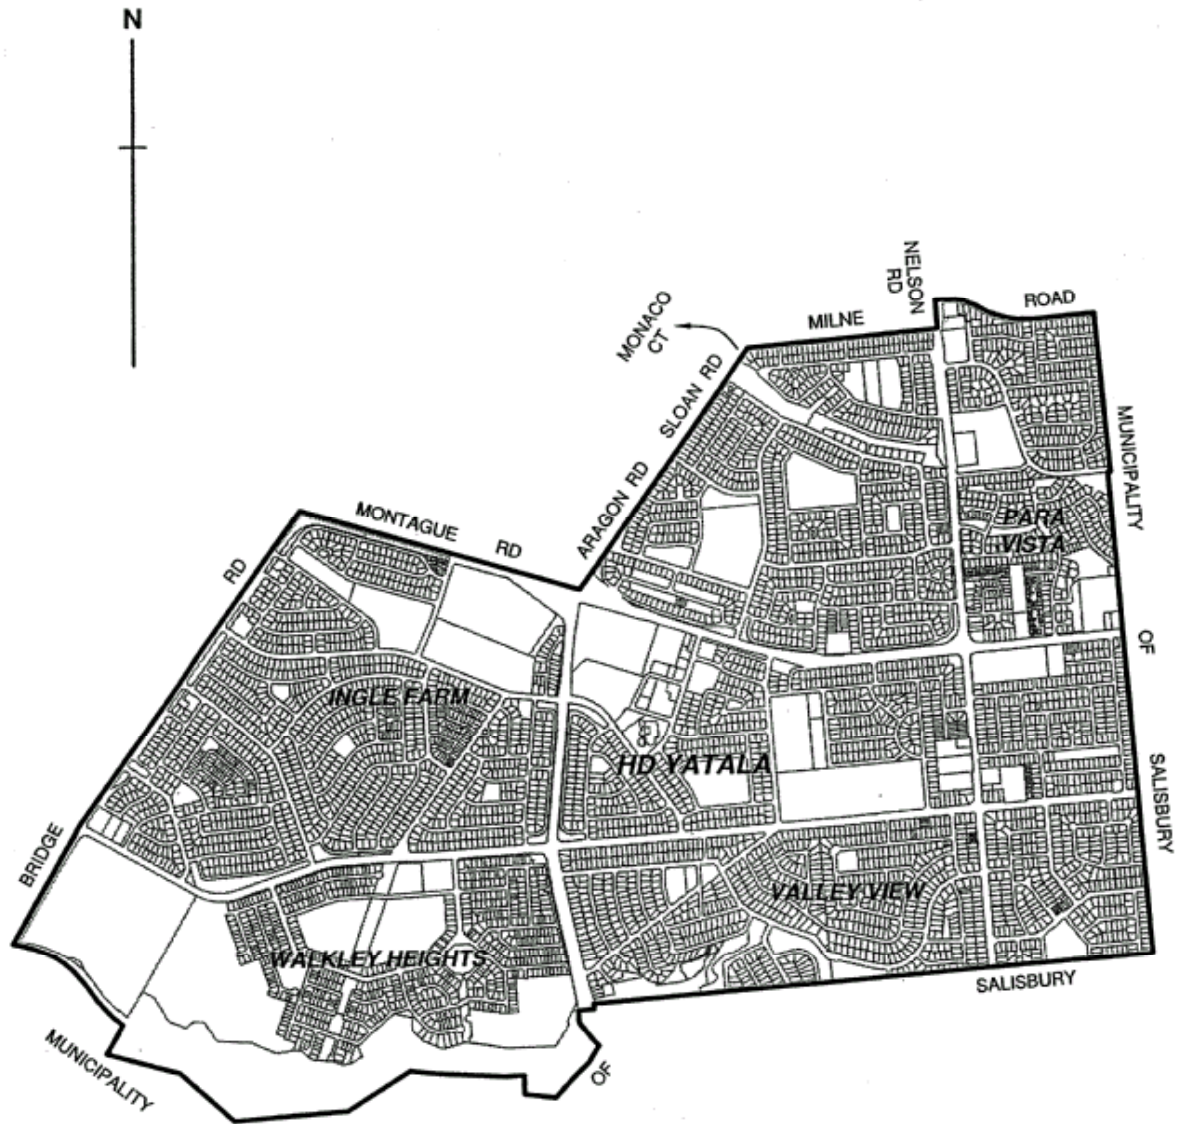 N
NELSON
RD
ROAD
MILNE
MONACO
CT
SLOAN RD
ARAGON RD
MUNICIPALITY
MONTAGUE
RD
RD
PARA
VISTA
OF
INGLE FARM
HD YATALA
SALISBURY
BRIDGE
VALLEY VIEW
WALKLEY HEIGHTS
SALISBURY
MUNICIPALITY
OF